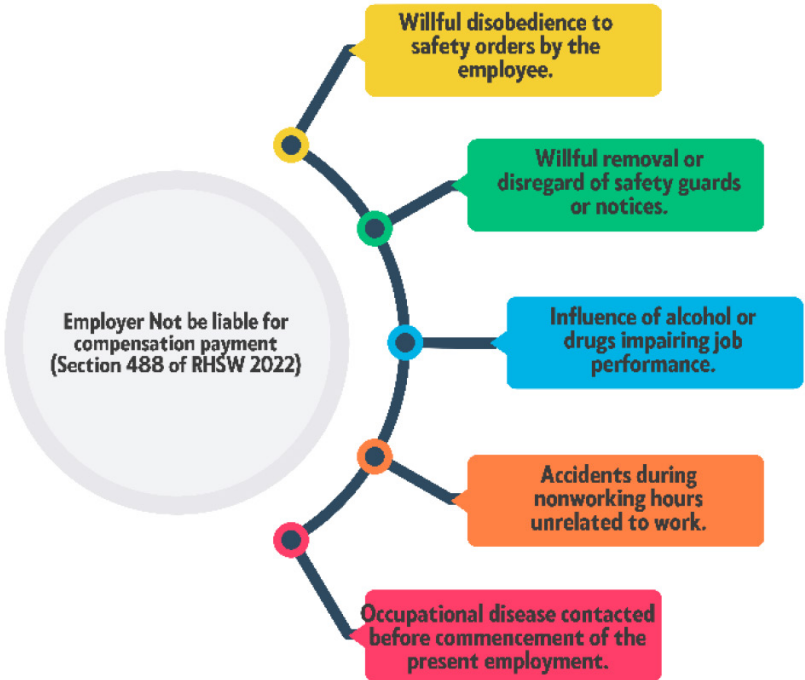 Willful disobedience to
safety orders by the
employee.
Willful removal or
disregard of safety guards
or notices.
Employer Not be liable for
compensation payment
(Section 488 of RHSW 2022)
Influence of alcohol or
drugs impairing job
performance.
Accidents during
nonworking hours
unrelated to work.
Occupational disease contacted
before commencement of the
present employment.